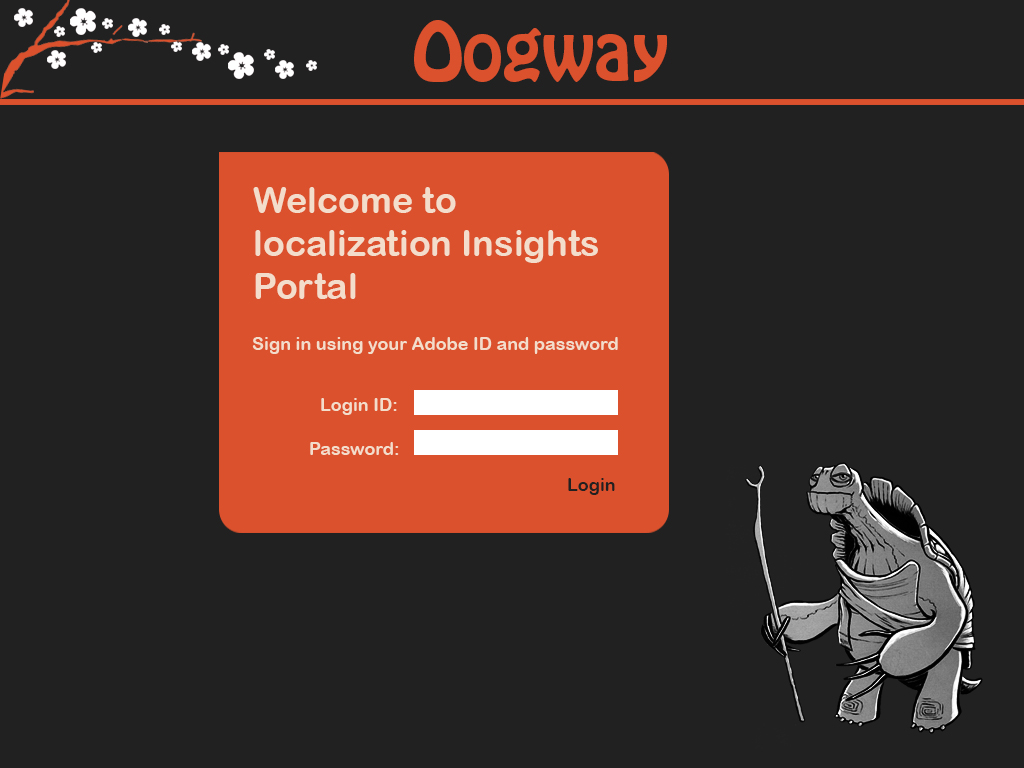 Oogway
Welcome to
localization Insights
Portal
Sign in using your Adobe ID and password
Login ID:
Password:
Login